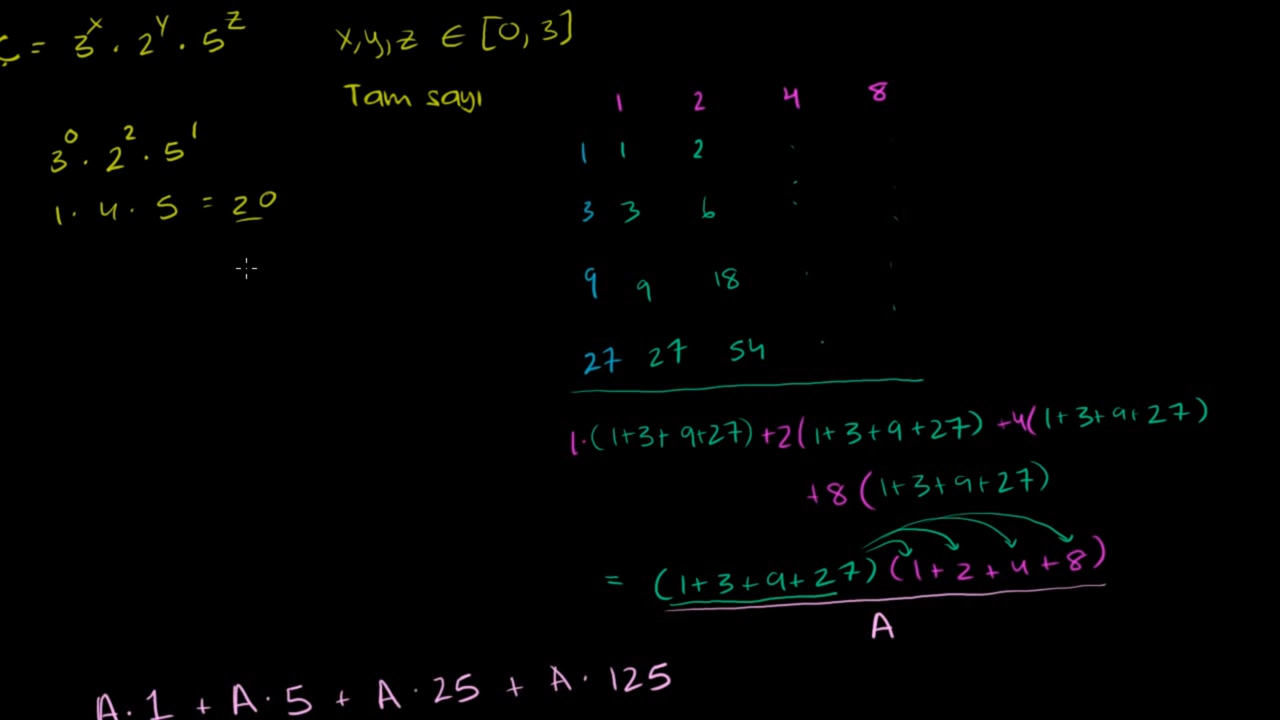 Ç = 3^x · 2^y · 5^z
x,y,z ∈ [0, 3]
Tam sayı
3^0 · 2^2 · 5^1
1 · 4 · 5 = 20
1 2 4 8
1 1 2
3 3 6
9 9 18
27 27 54
1·(1+3+9+27)+2(1+3+9+27)+4(1+3+9+27)
+8(1+3+9+27)
= (1+3+9+27)(1+2+4+8)
A
A·1 + A·5 + A·25 + A·125